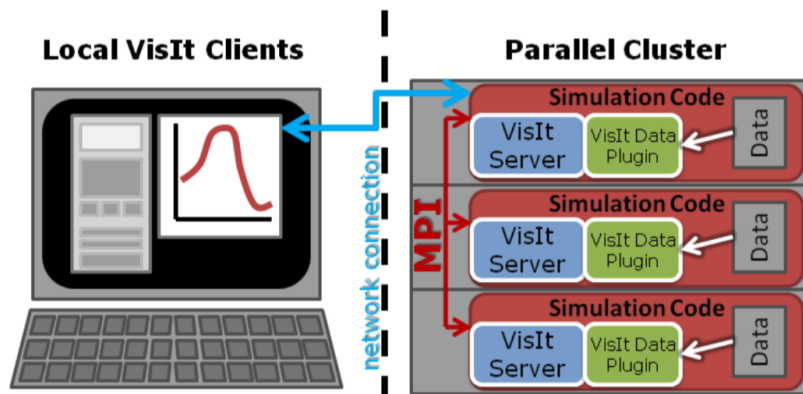 Local VisIt Clients
Parallel Cluster
network connection
MPI
Simulation Code
VisIt
Server
VisIt Data
Plugin
Data
Simulation Code
VisIt
Server
VisIt Data
Plugin
Data
Simulation Code
VisIt
Server
VisIt Data
Plugin
Data